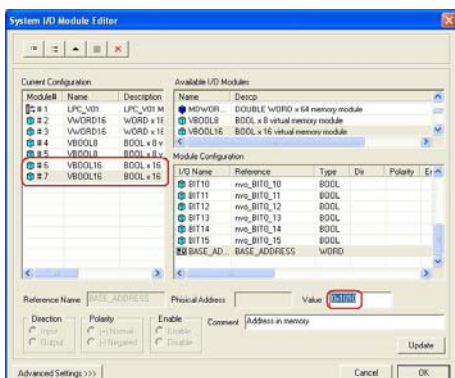 System I/O Module Editor
Current Configuration
Module# Name Description
# 1 LPC_V01 LPC_V01 M
# 2 VWORD16 WORD x 16
# 3 VWORD16 WORD x 16
# 4 VBOOL8 BOOL x 8 v
# 5 VBOOL8 BOOL x 8 v
# 6 VBOOL16 BOOL x 16
# 7 VBOOL16 BOOL x 16
Available I/O Modules
Name Descp
MDWOR... DOUBLE WORD x 64 memory module
VBOOL8 BOOL x 8 virtual memory module
VBOOL16 BOOL x 16 virtual memory module
Module Configuration
I/O Name Reference Type Dir Polarity
BIT10 nvo_BIT0_10 BOOL
BIT11 nvo_BIT0_11 BOOL
BIT12 nvo_BIT0_12 BOOL
BIT13 nvo_BIT0_13 BOOL
BIT14 nvo_BIT0_14 BOOL
BIT15 nvo_BIT0_15 BOOL
BASE_AD... BASE_ADDRESS WORD
Reference Name BASE_ADDRESS Phisical Address Value
Direction Polarity Enable Comment Address in memory
Input (+) Normal Enable
Output (-) Negated Disable
Update
Advanced Settings >>> Cancel OK